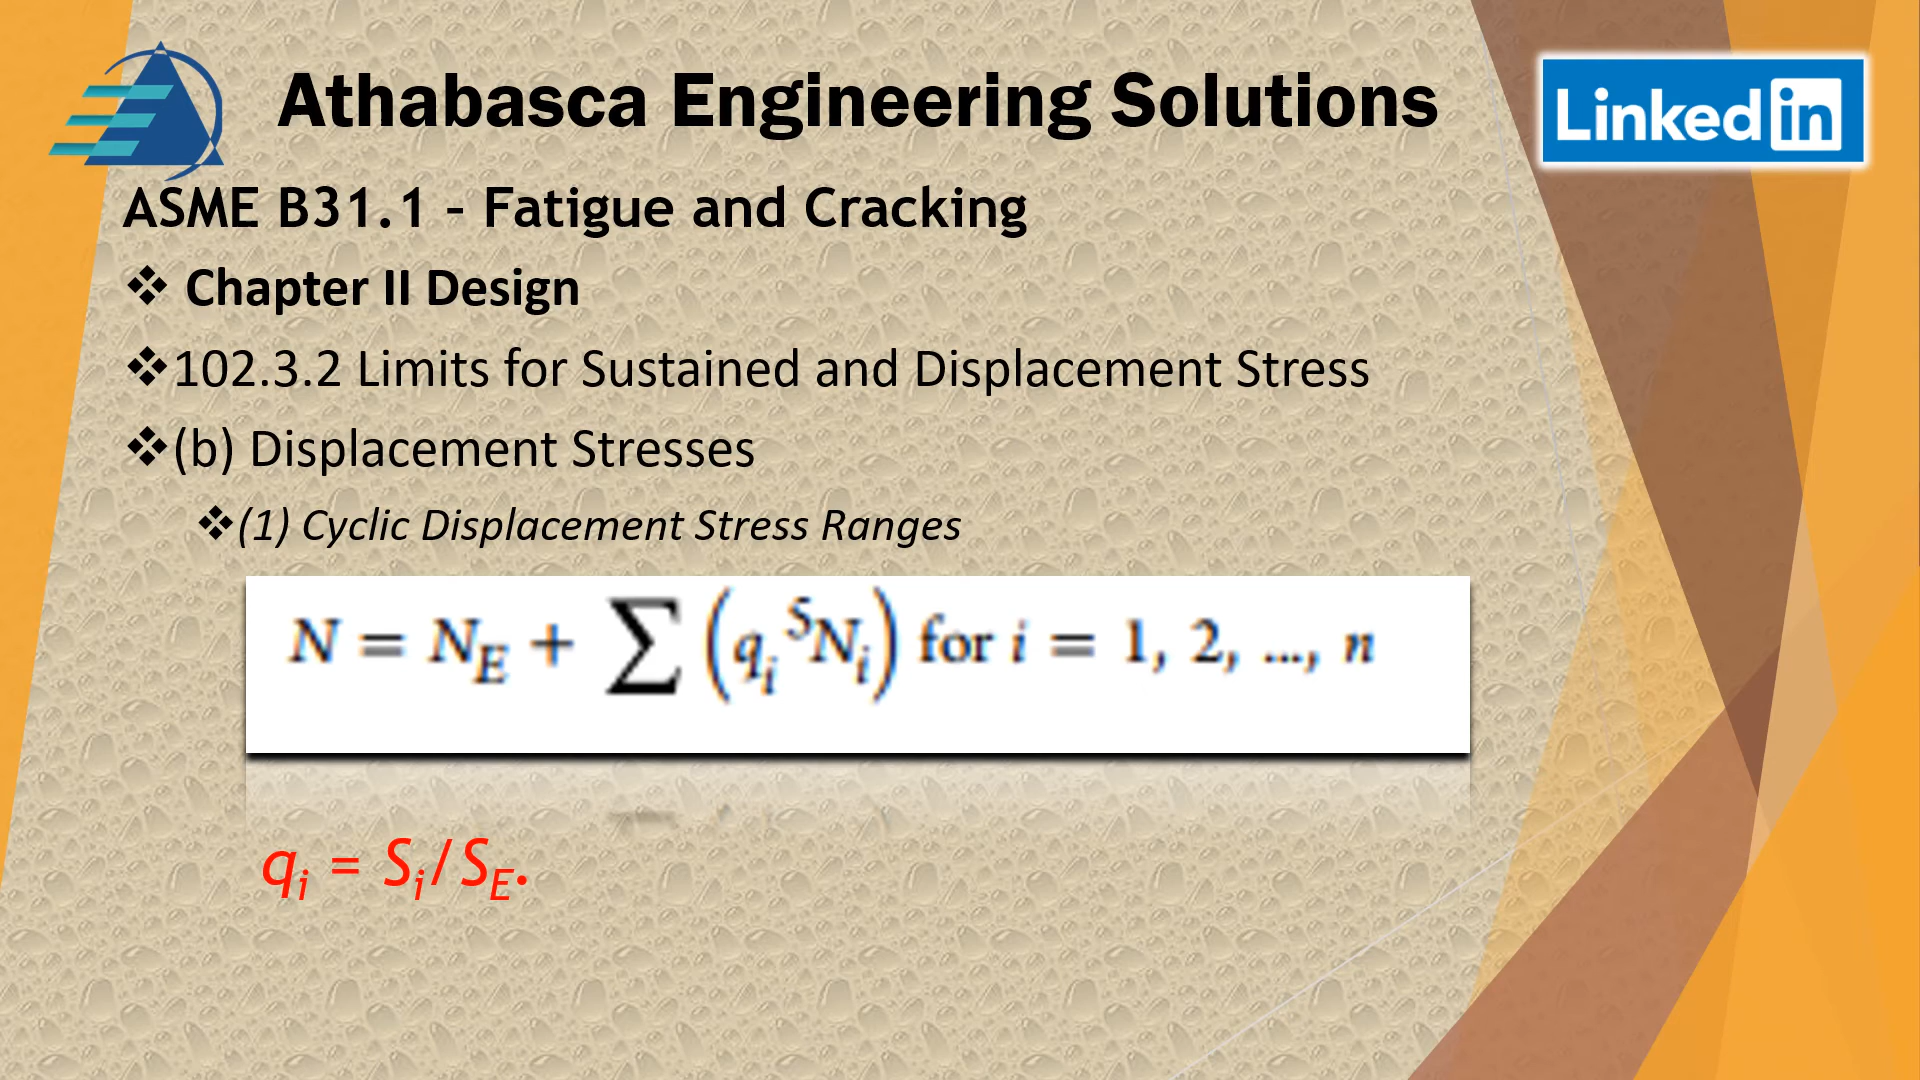 Athabasca Engineering Solutions
Linked in
ASME B31.1 – Fatigue and Cracking
❖ Chapter II Design
❖102.3.2 Limits for Sustained and Displacement Stress
❖(b) Displacement Stresses
❖(1) Cyclic Displacement Stress Ranges
N = N_E + ∑ (q_i^5 N_i) for i = 1, 2, ..., n
q_i = S_i/S_E.